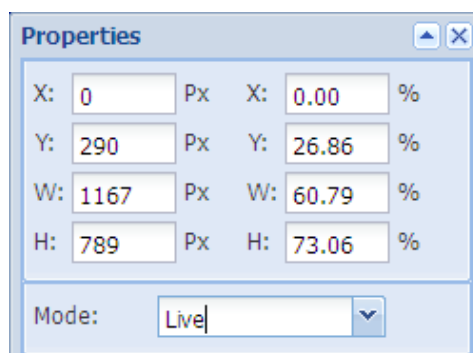 Properties
X: 0 Px X: 0.00 %
Y: 290 Px Y: 26.86 %
W: 1167 Px W: 60.79 %
H: 789 Px H: 73.06 %
Mode: Live